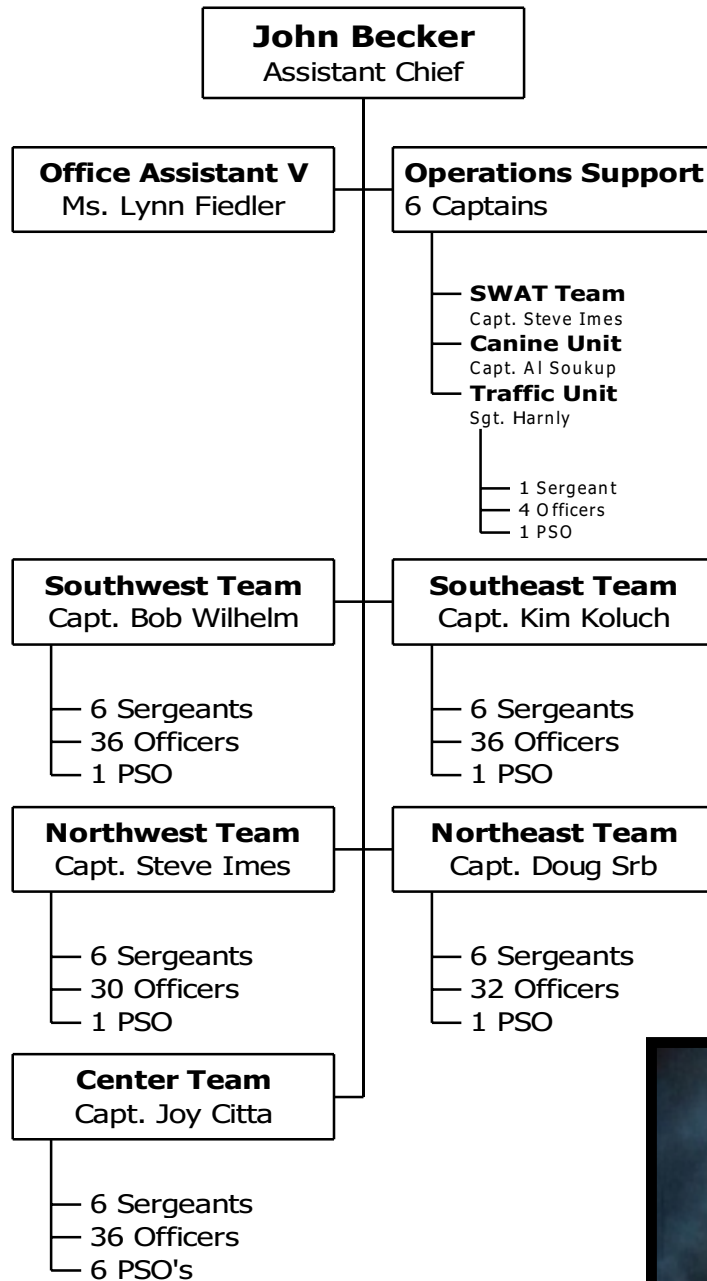 John Becker
Assistant Chief
Office Assistant V
Ms. Lynn Fiedler
Operations Support
6 Captains
SWAT Team
Capt. Steve Imes
Canine Unit
Capt. Al Soukup
Traffic Unit
Sgt. Harnly
1 Sergeant
4 Officers
1 PSO
Southwest Team
Capt. Bob Wilhelm
6 Sergeants
36 Officers
1 PSO
Southeast Team
Capt. Kim Koluch
6 Sergeants
36 Officers
1 PSO
Northwest Team
Capt. Steve Imes
6 Sergeants
30 Officers
1 PSO
Northeast Team
Capt. Doug Srb
6 Sergeants
32 Officers
1 PSO
Center Team
Capt. Joy Citta
6 Sergeants
36 Officers
6 PSO's